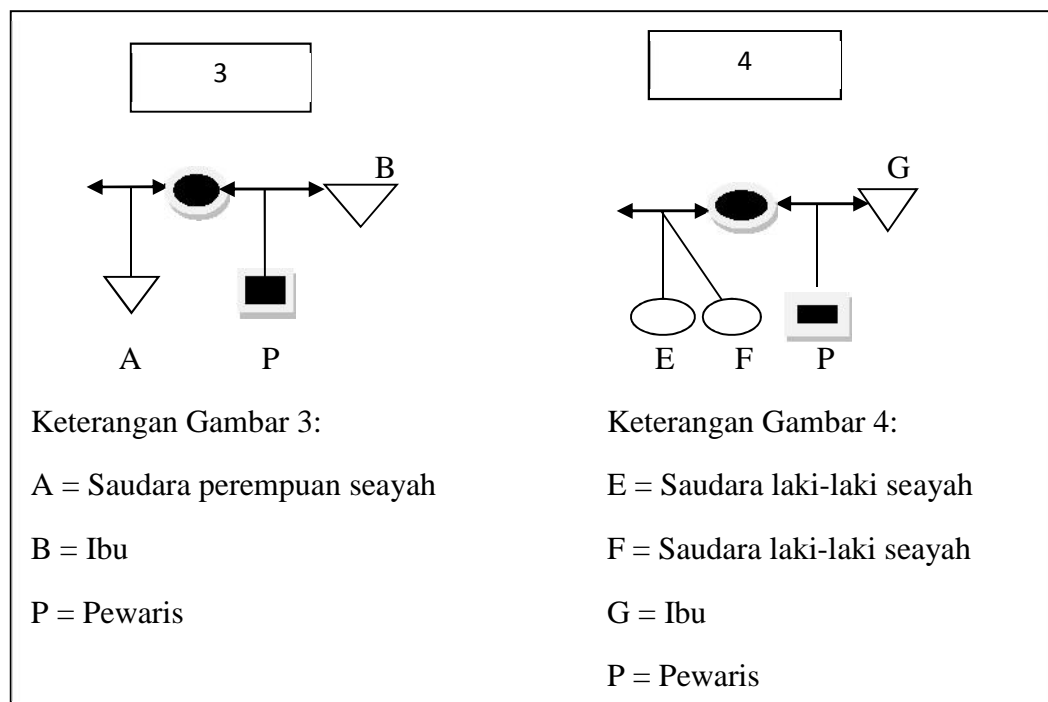 3
4
B
G
A P
E F P
Keterangan Gambar 3:
A = Saudara perempuan seayah
B = Ibu
P = Pewaris
Keterangan Gambar 4:
E = Saudara laki-laki seayah
F = Saudara laki-laki seayah
G = Ibu
P = Pewaris